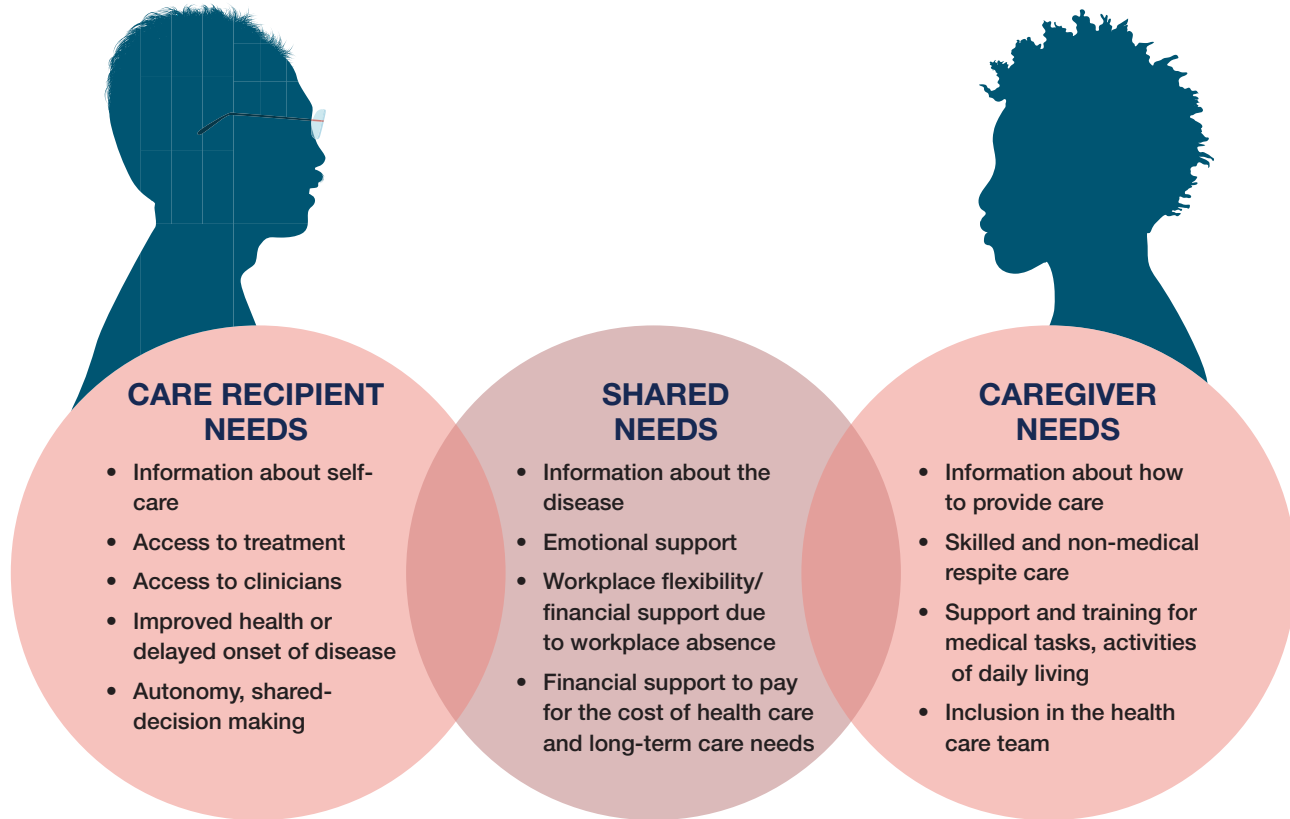 CARE RECIPIENT
NEEDS
• Information about self-
care
• Access to treatment
• Access to clinicians
• Improved health or
delayed onset of disease
• Autonomy, shared-
decision making
SHARED
NEEDS
• Information about the
disease
• Emotional support
• Workplace flexibility/
financial support due
to workplace absence
• Financial support to pay
for the cost of health care
and long-term care needs
CAREGIVER
NEEDS
• Information about how
to provide care
• Skilled and non-medical
respite care
• Support and training for
medical tasks, activities
of daily living
• Inclusion in the health
care team